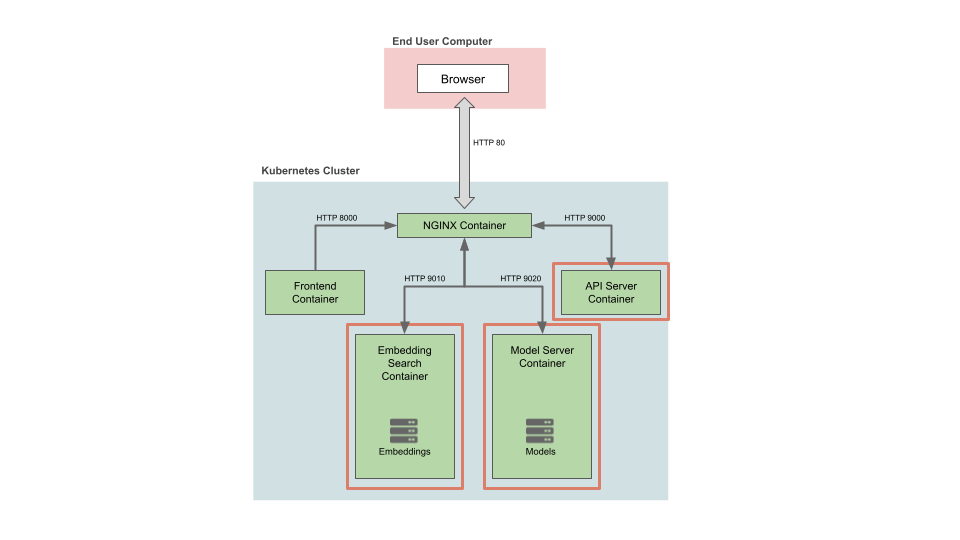 End User Computer
Browser
HTTP 80
Kubernetes Cluster
HTTP 8000
NGINX Container
HTTP 9000
Frontend
Container
HTTP 9010
HTTP 9020
API Server
Container
Embedding
Search
Container
Model Server
Container
Embeddings
Models